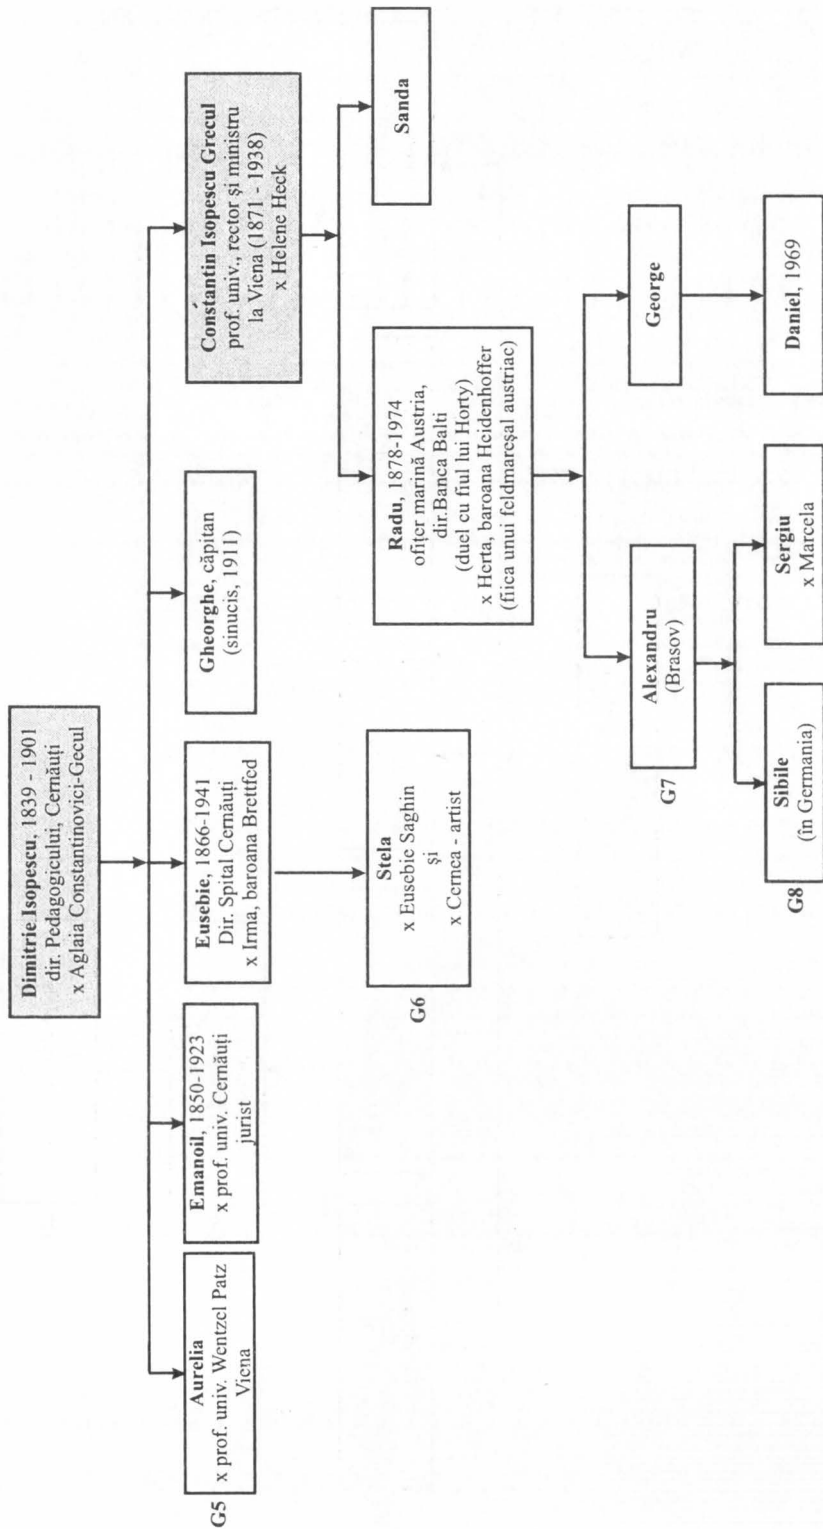 Dimitrie Isopescu, 1839 - 1901
dir. Pedagogicului, Cernăuți
x Aglaia Constantinovici-Gecul
G5
Aurelia
x prof. univ. Wentzel Patz
Viena
Emanoil, 1850-1923
x prof. univ. Cernăuți
jurist
Eusebie, 1866-1941
Dir. Spital Cernăuți
x Irma, baroana Brettfed
Gheorghe, căpitan
(sinucis, 1911)
Constantin Isopescu Grecul
prof. univ., rector și ministru
la Viena (1871 - 1938)
x Helene Heck
G6
Stela
x Eusebie Saghin
și
x Cernea - artist
Radu, 1878-1974
ofițer marină Austria,
dir.Banca Balti
(duel cu fiul lui Horty)
x Herta, baroana Heidenhoffer
(fiica unui feldmareșal austriac)
Sanda
G7
Alexandru
(Brasov)
George
G8
Sibile
(în Germania)
Sergiu
x Marcela
Daniel, 1969